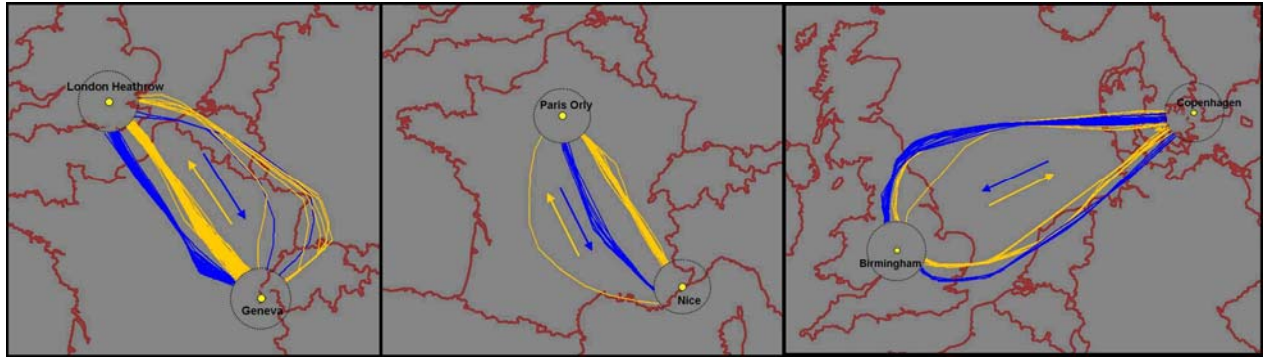 London Heathrow
Geneva
Paris Orly
Nice
Copenhagen
Birmingham